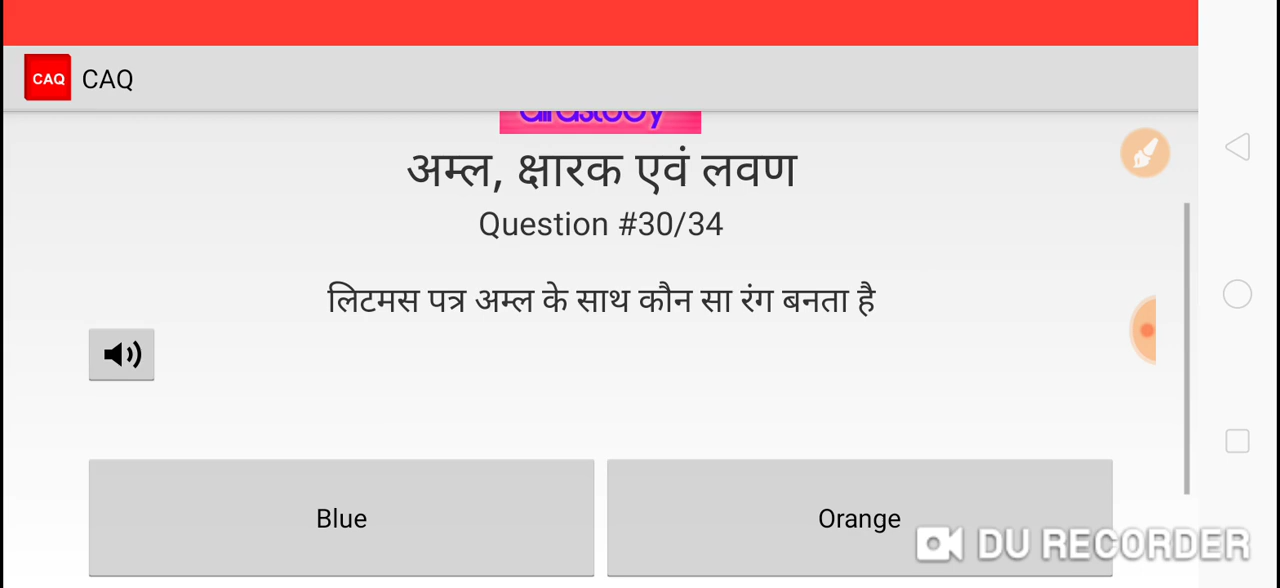 CAQ CAQ
अम्ल, क्षारक एवं लवण
Question #30/34
लिटमस पत्र अम्ल के साथ कौन सा रंग बनता है
Blue
Orange
DU RECORDER